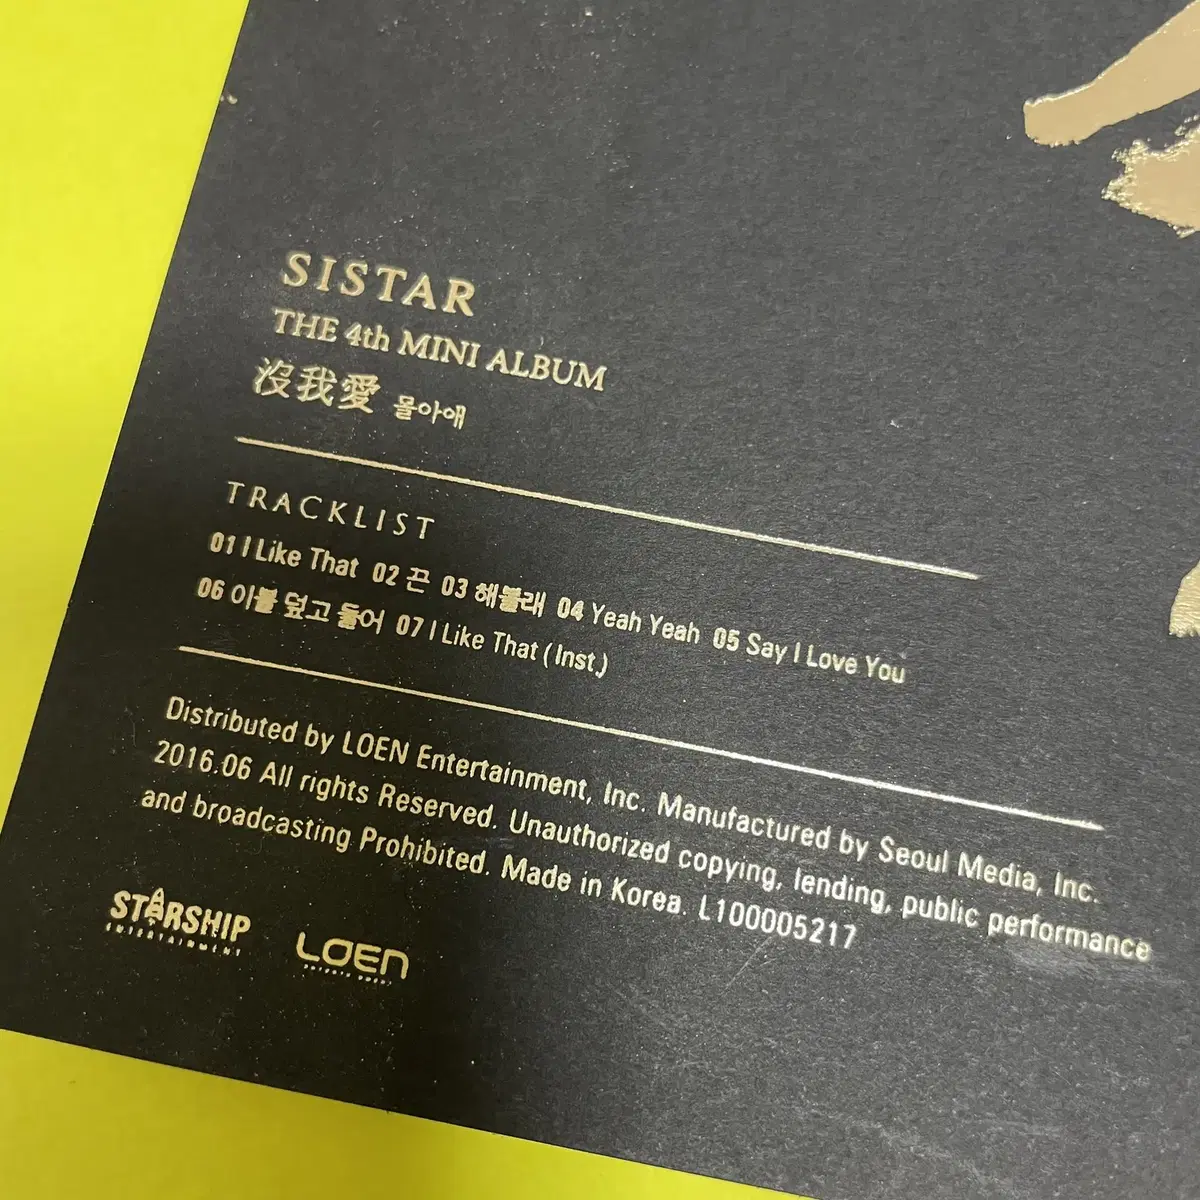 SISTAR
THE 4th MINI ALBUM
沒我愛 몰아애
TRACKLIST
01 I Like That 02 끈 03 해볼래 04 Yeah Yeah 05 Say I Love You
06 이불 덮고 들어 07 I Like That (Inst.)
Distributed by LOEN Entertainment, Inc. Manufactured by Seoul Media, Inc.
2016.06 All rights Reserved. Unauthorized copying, lending, public performance
and broadcasting Prohibited. Made in Korea. L100005217
STARSHIP
ENTERTAINMENT
LOEN